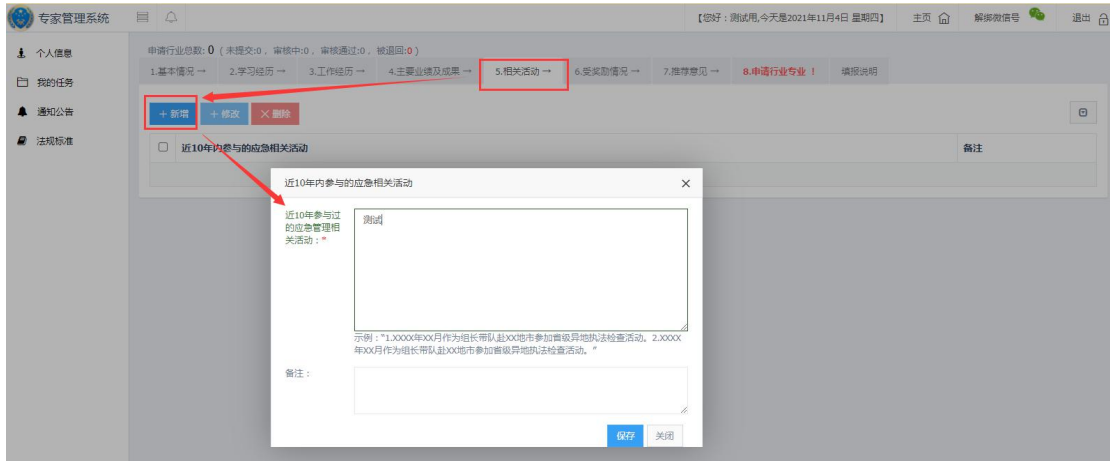 专家管理系统
【您好：测试用,今天是2021年11月4日 星期四】 主页 解绑微信号 退出
个人信息
我的任务
通知公告
法规标准
申请行业总数: 0 ( 未提交:0 , 审核中:0 , 审核通过:0 , 被退回:0 )
1.基本情况→ 2.学习经历→ 3.工作经历→ 4.主要业绩及成果→ 5.相关活动→ 6.受奖励情况→ 7.推荐意见→ 8.申请行业专业 ！ 填报说明
＋新增 ＋修改 ×删除
近10年内参与的应急相关活动 备注
近10年内参与的应急相关活动 ×
近10年参与过
的应急管理相
关活动：*
测试
示例："1.XXXX年XX月作为组长带队赴XX地市参加省级异地执法检查活动。2.XXXX
年XX月作为组长带队赴XX地市参加省级异地执法检查活动。"
备注：
保存 关闭